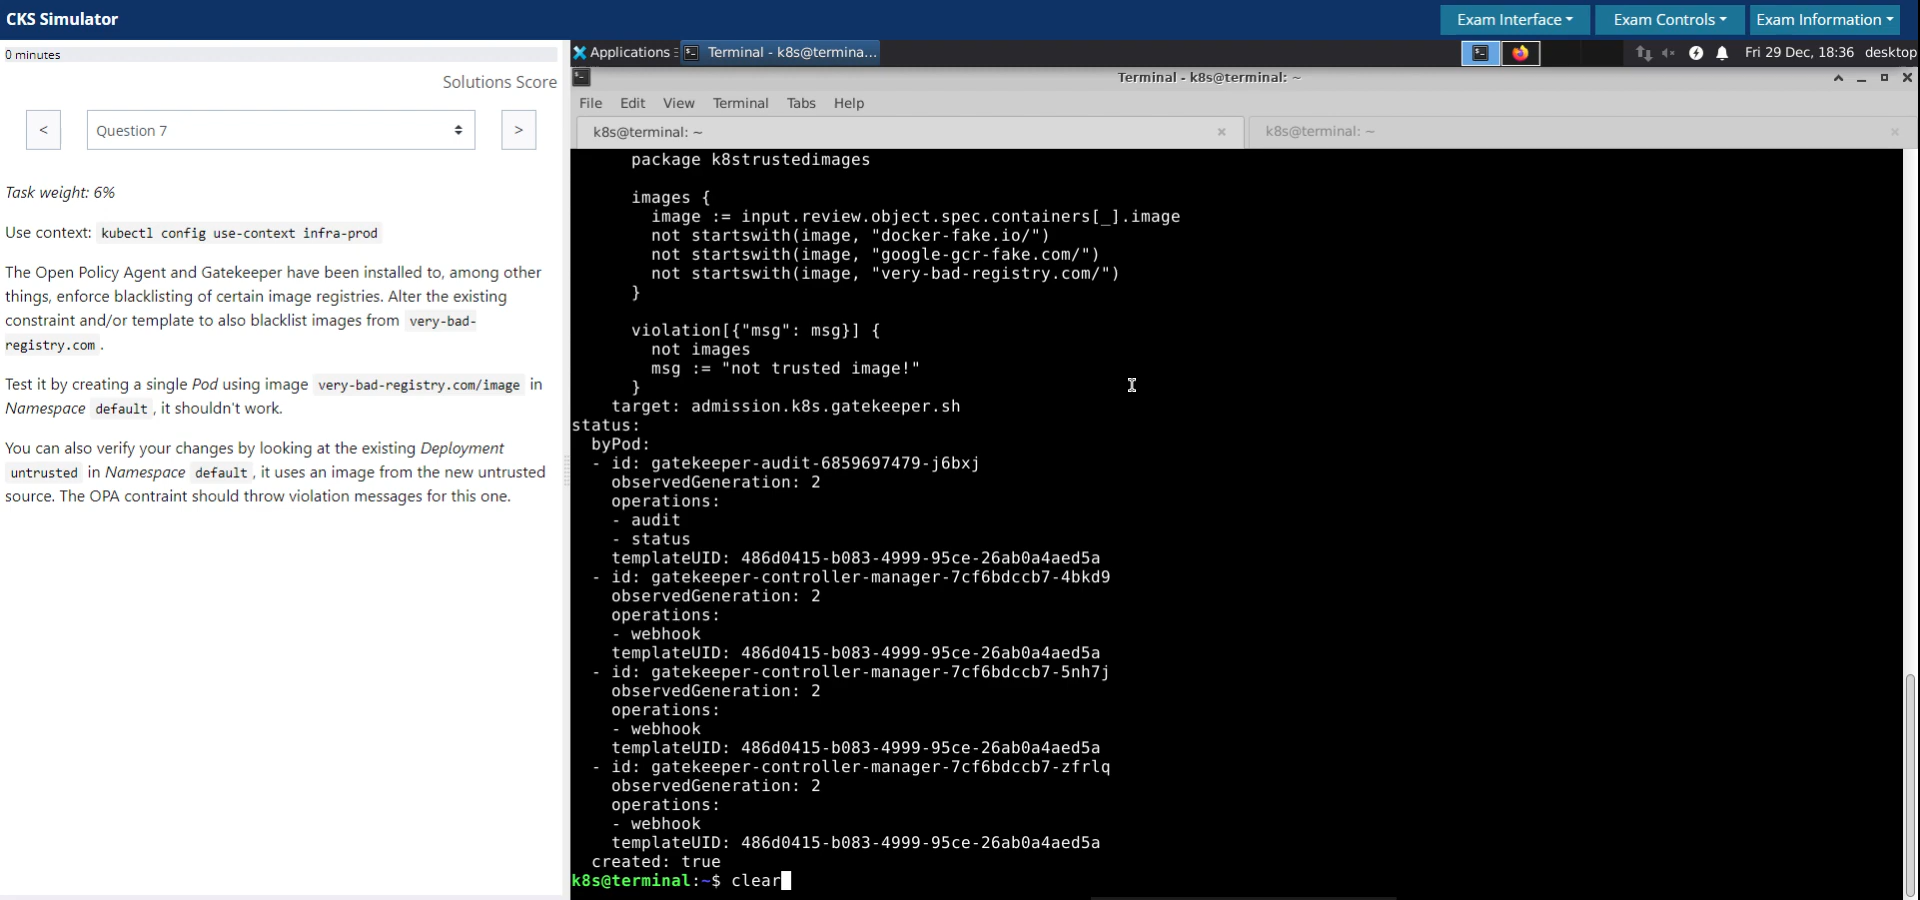 CKS Simulator
Exam Interface
Exam Controls
Exam Information
0 minutes
Solutions Score
<
Question 7
>
Task weight: 6%
Use context: kubectl config use-context infra-prod
The Open Policy Agent and Gatekeeper have been installed to, among other
things, enforce blacklisting of certain image registries. Alter the existing
constraint and/or template to also blacklist images from very-bad-
registry.com .
Test it by creating a single Pod using image very-bad-registry.com/image in
Namespace default , it shouldn't work.
You can also verify your changes by looking at the existing Deployment
untrusted in Namespace default , it uses an image from the new untrusted
source. The OPA contraint should throw violation messages for this one.
Applications
Terminal - k8s@termina...
Fri 29 Dec, 18:36 desktop
Terminal - k8s@terminal: ~
File Edit View Terminal Tabs Help
k8s@terminal: ~
k8s@terminal: ~
package k8strustedimages
images {
image := input.review.object.spec.containers[_].image
not startswith(image, "docker-fake.io/")
not startswith(image, "google-gcr-fake.com/")
not startswith(image, "very-bad-registry.com/")
}
violation[{"msg": msg}] {
not images
msg := "not trusted image!"
}
target: admission.k8s.gatekeeper.sh
status:
byPod:
- id: gatekeeper-audit-6859697479-j6bxj
observedGeneration: 2
operations:
- audit
- status
templateUID: 486d0415-b083-4999-95ce-26ab0a4aed5a
- id: gatekeeper-controller-manager-7cf6bdccb7-4bkd9
observedGeneration: 2
operations:
- webhook
templateUID: 486d0415-b083-4999-95ce-26ab0a4aed5a
- id: gatekeeper-controller-manager-7cf6bdccb7-5nh7j
observedGeneration: 2
operations:
- webhook
templateUID: 486d0415-b083-4999-95ce-26ab0a4aed5a
- id: gatekeeper-controller-manager-7cf6bdccb7-zfrlq
observedGeneration: 2
operations:
- webhook
templateUID: 486d0415-b083-4999-95ce-26ab0a4aed5a
created: true
k8s@terminal:~$ clear